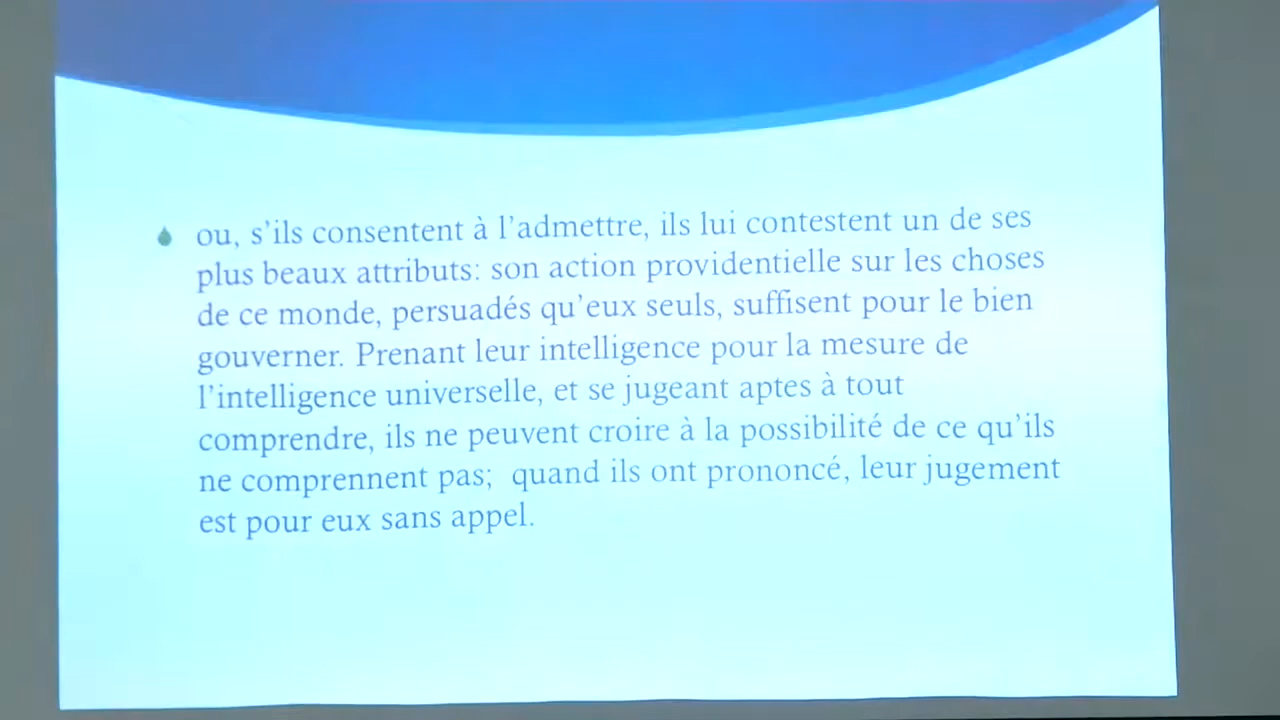 ou, s'ils consentent à l'admettre, ils lui contestent un de ses
plus beaux attributs: son action providentielle sur les choses
de ce monde, persuadés qu'eux seuls, suffisent pour le bien
gouverner. Prenant leur intelligence pour la mesure de
l'intelligence universelle, et se jugeant aptes à tout
comprendre, ils ne peuvent croire à la possibilité de ce qu'ils
ne comprennent pas;  quand ils ont prononcé, leur jugement
est pour eux sans appel.